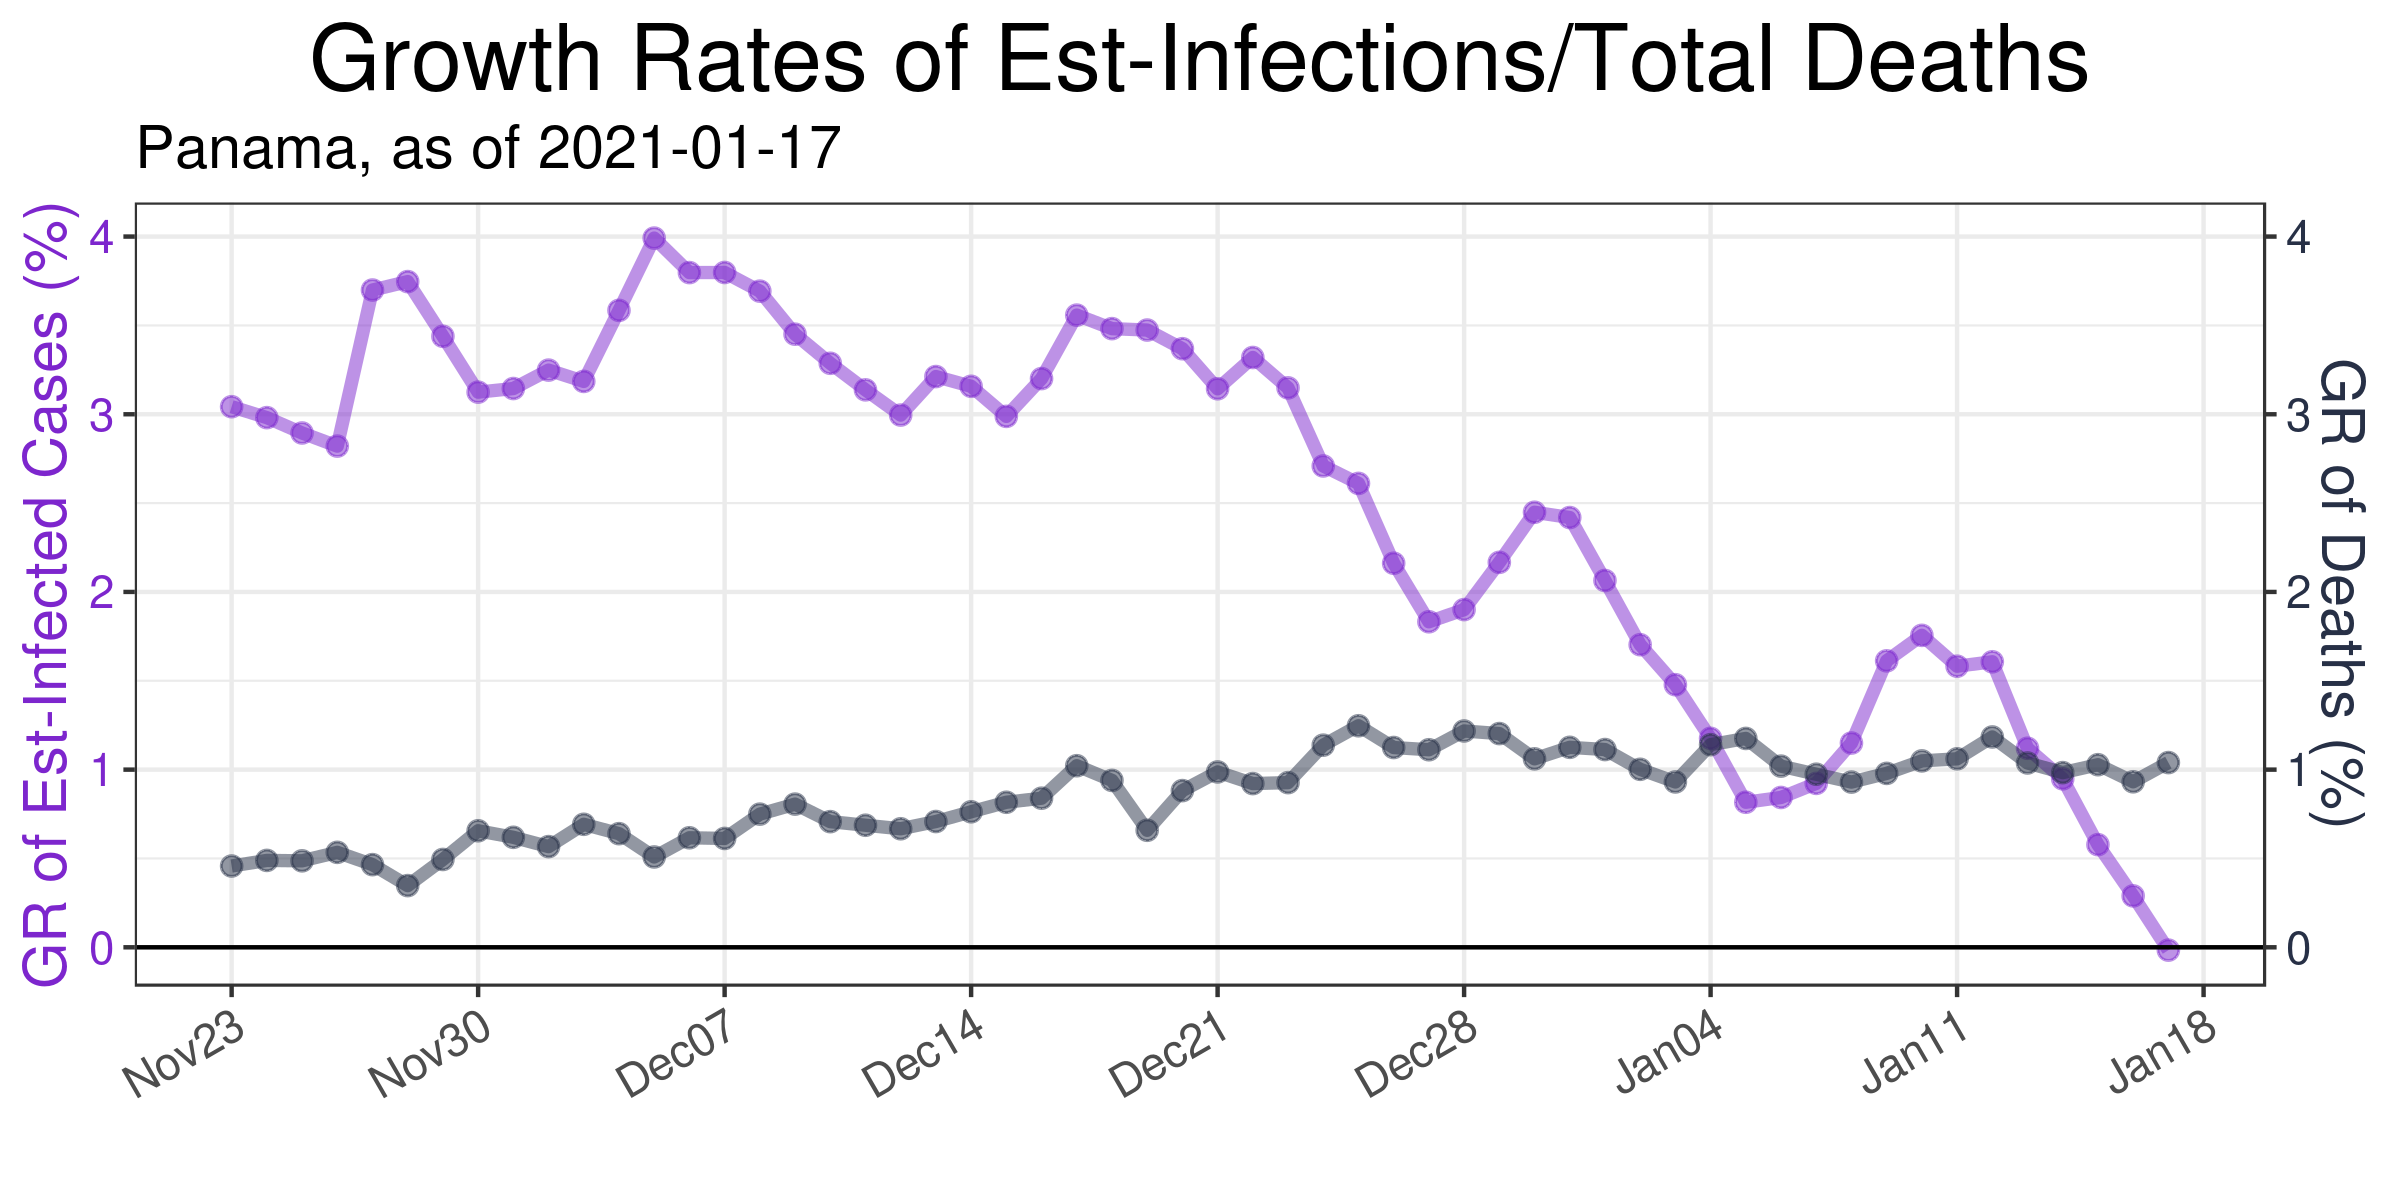 Growth Rates of Est-Infections/Total Deaths
Panama, as of 2021-01-17
GR of Est-Infected Cases (%)
4
3
2
1
0
4
3
2
1
0
GR of Deaths (%)
Nov23
Nov30
Dec07
Dec14
Dec21
Dec28
Jan04
Jan11
Jan18